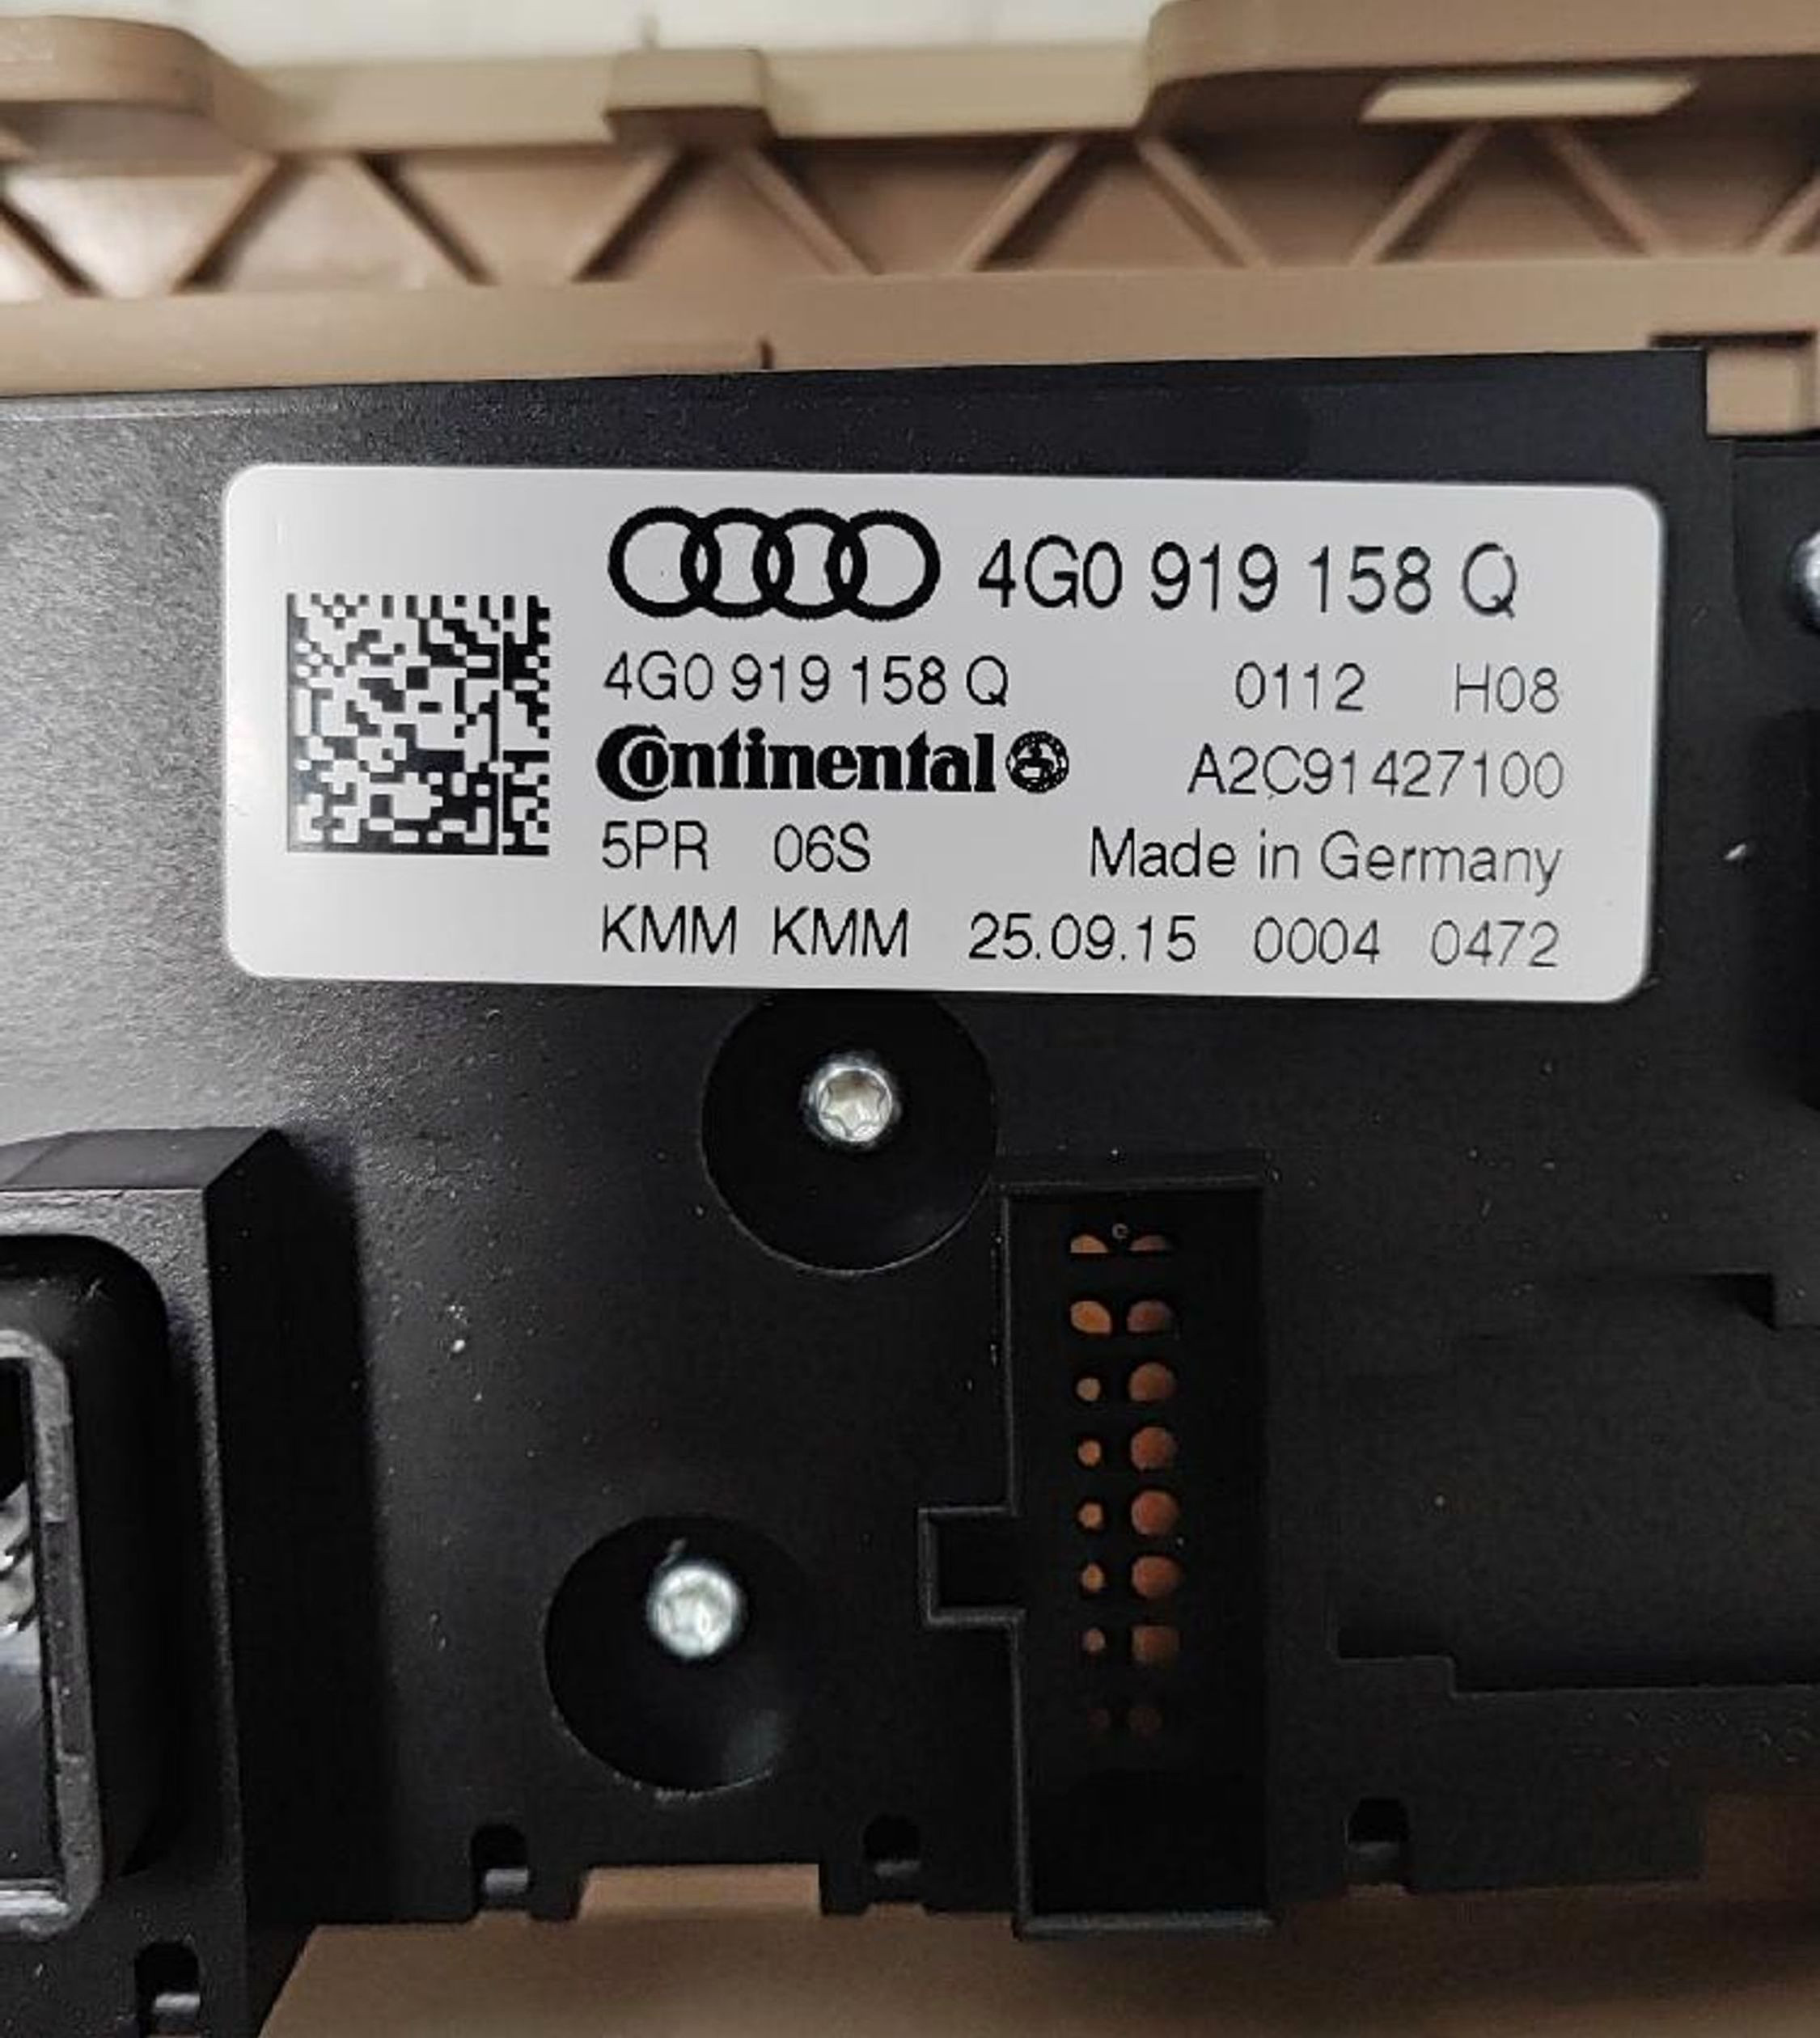 4G0 919 158 Q
4G0 919 158 Q 0112 H08
Continental A2C91427100
5PR 06S Made in Germany
KMM KMM 25.09.15 0004 0472